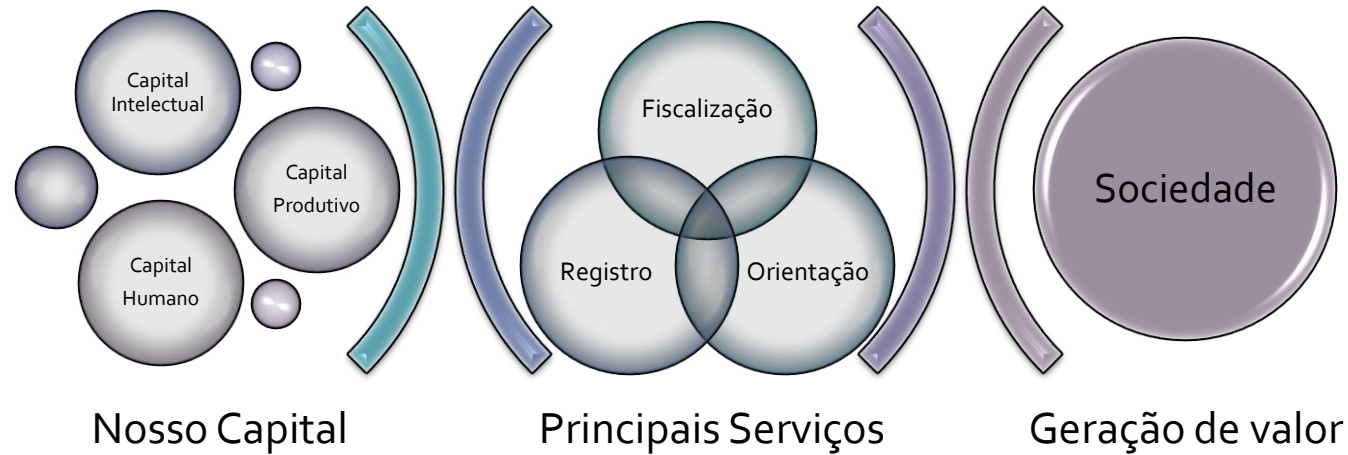 Capital
Intelectual
Capital
Produtivo
Capital
Humano
Fiscalização
Registro
Orientação
Sociedade
Nosso Capital
Principais Serviços
Geração de valor